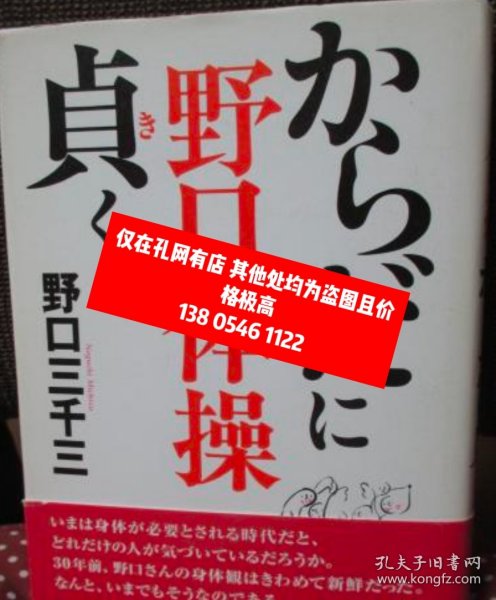 からだに
貞く
き
野口体操
野口三千三
Noguchi Michizo
仅在孔网有店 其他处均为盗图且价
格极高
138 0546 1122
いまは身体が必要とされる時代だと、
どれだけの人が気づいているだろうか。
30年前、野口さんの身体観はきわめて新鮮だった。
なんと、いまでもそうなのである
孔夫子旧书网
www.kongfz.com